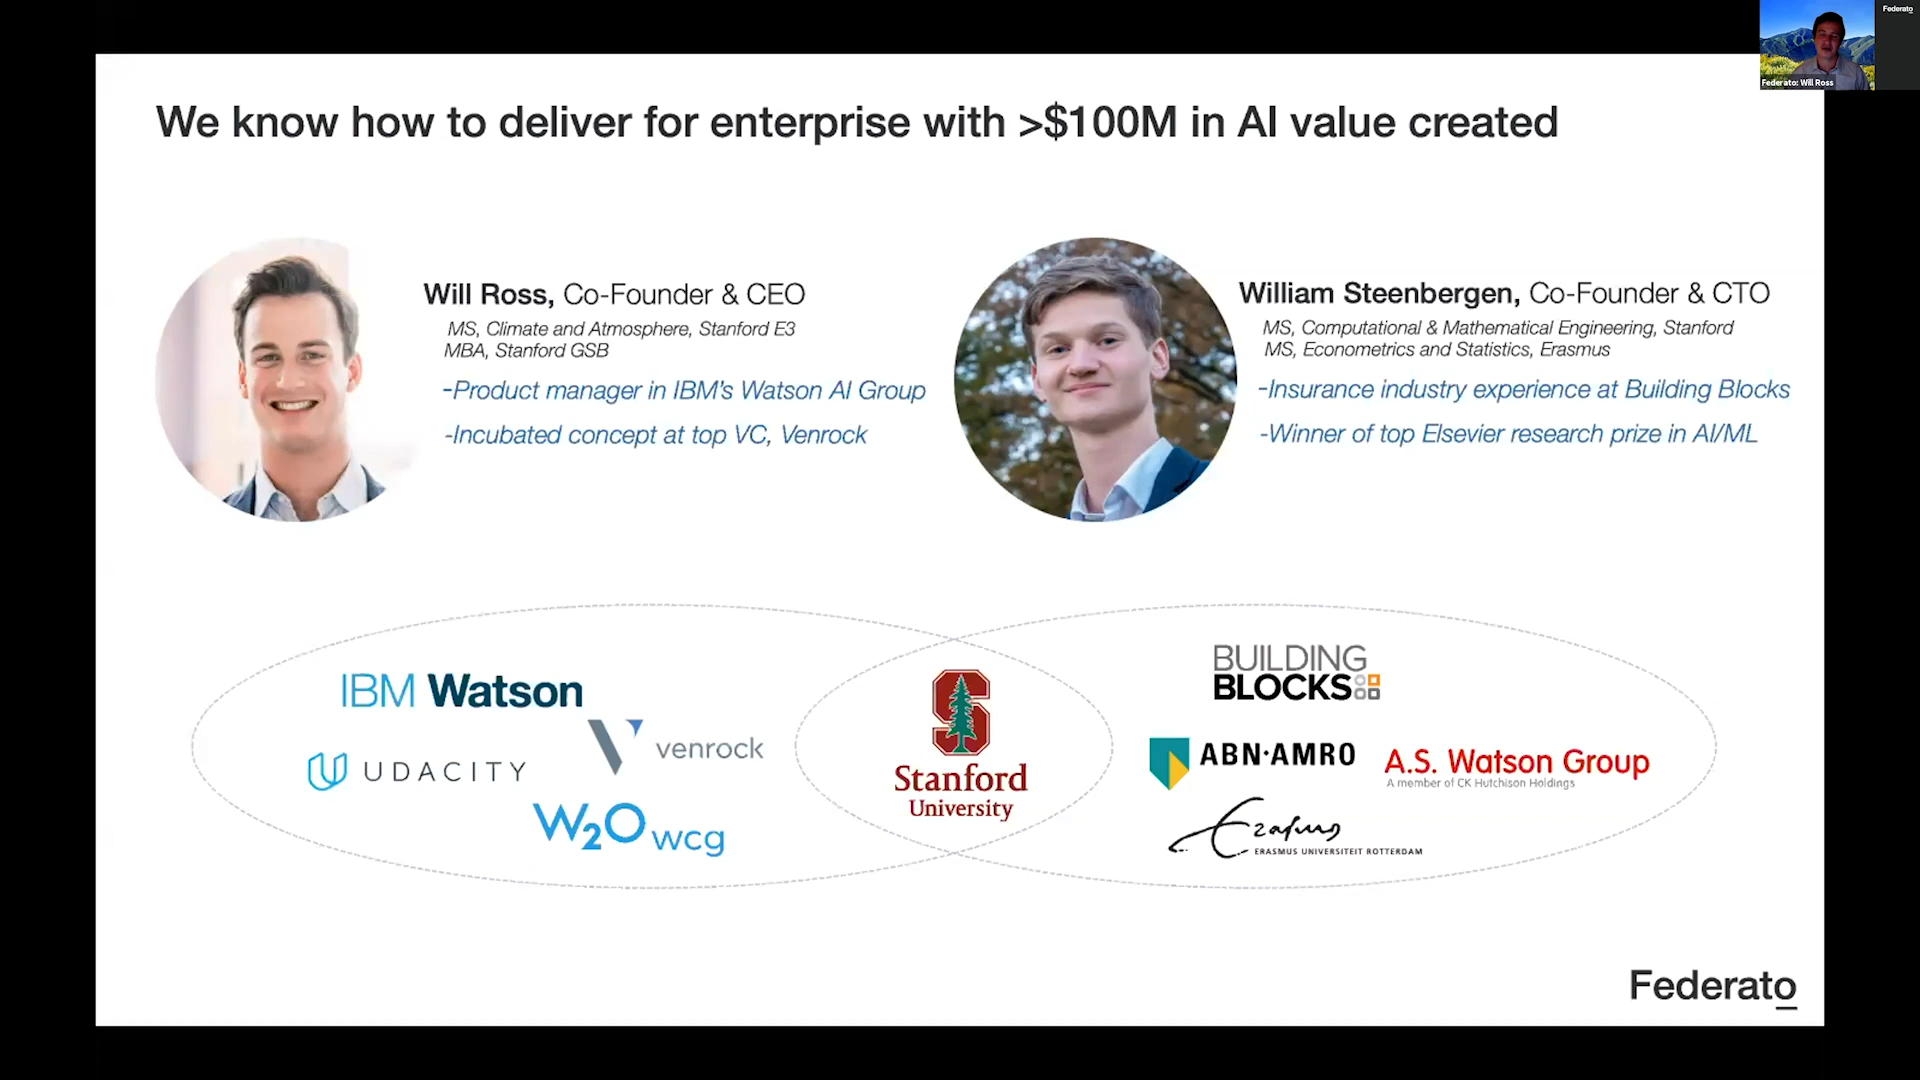 Federato
Federato: Will Ross
We know how to deliver for enterprise with >$100M in AI value created
Will Ross, Co-Founder & CEO
MS, Climate and Atmosphere, Stanford E3
MBA, Stanford GSB
-Product manager in IBM's Watson AI Group
-Incubated concept at top VC, Venrock
William Steenbergen, Co-Founder & CTO
MS, Computational & Mathematical Engineering, Stanford
MS, Econometrics and Statistics, Erasmus
-Insurance industry experience at Building Blocks
-Winner of top Elsevier research prize in AI/ML
IBM Watson
venrock
UDACITY
W2O wcg
Stanford
University
BUILDING
BLOCKS
ABN·AMRO
A.S. Watson Group
A member of CK Hutchison Holdings
Erasmus
ERASMUS UNIVERSITEIT ROTTERDAM
Federato